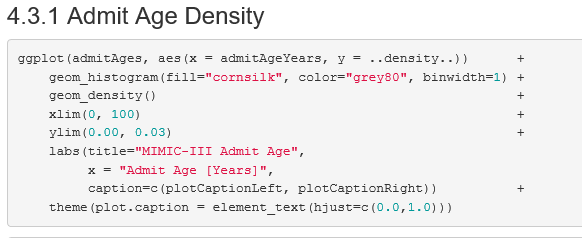 4.3.1 Admit Age Density
ggplot(admitAges, aes(x = admitAgeYears, y = ..density..)) +
    geom_histogram(fill="cornsilk", color="grey80", binwidth=1) +
    geom_density() +
    xlim(0, 100) +
    ylim(0.00, 0.03) +
    labs(title="MIMIC-III Admit Age",
         x = "Admit Age [Years]",
         caption=c(plotCaptionLeft, plotCaptionRight)) +
    theme(plot.caption = element_text(hjust=c(0.0,1.0)))